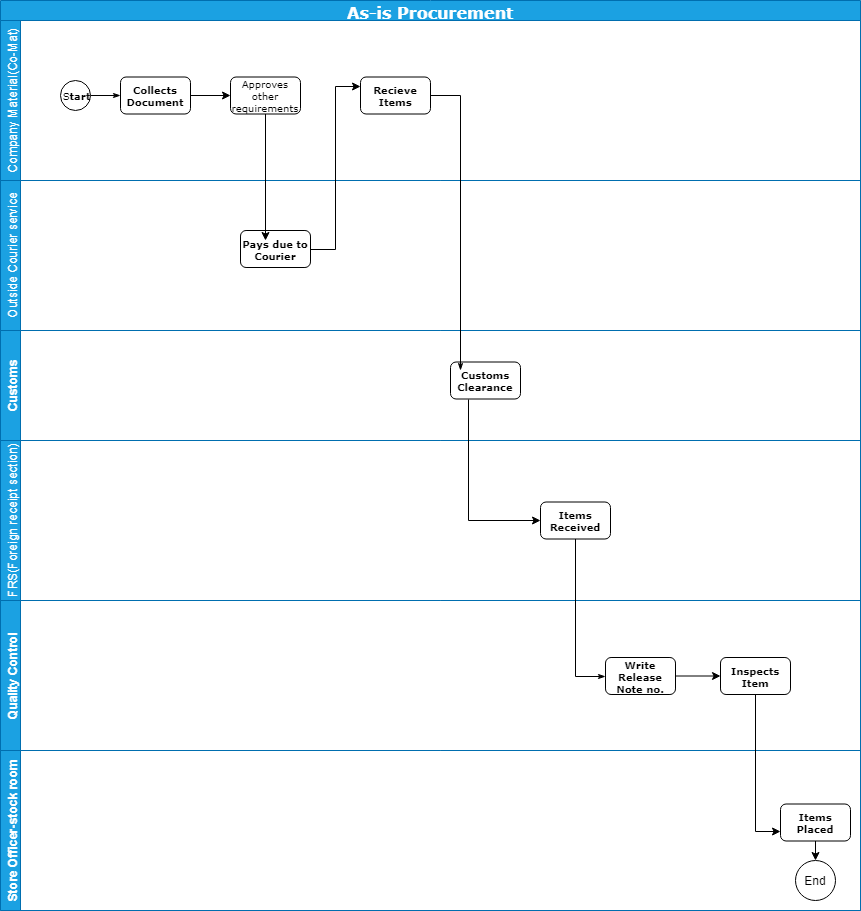 As-is Procurement
Company Material(Co-Mat)
Start
Collects
Document
Approves
other
requirements
Recieve
Items
Outside Courier service
Pays due to
Courier
Customs
Customs
Clearance
FRS(Foreign receipt section)
Items
Received
Quality Control
Write
Release
Note no.
Inspects
Item
Store Officer-stock room
Items
Placed
End